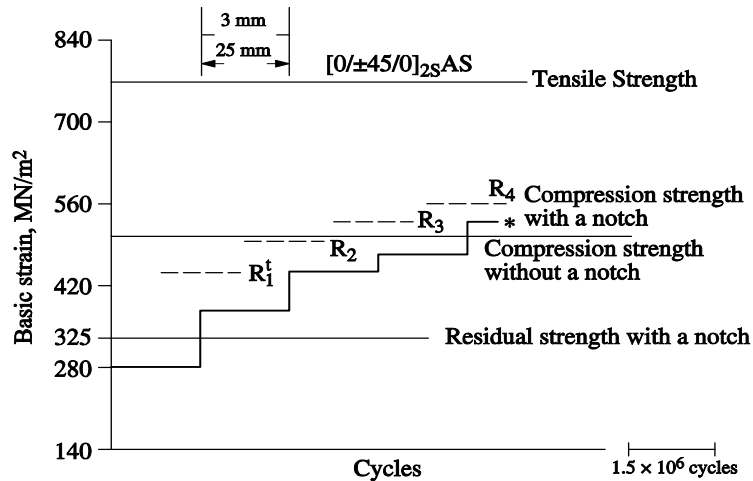 3 mm
25 mm
[0/±45/0]2SAS
840
Tensile Strength
700
560
R4
Compression strength
* with a notch
R3
R2
Compression strength
without a notch
R1t
420
325
Residual strength with a notch
280
140
Basic strain, MN/m2
Cycles
1.5 × 106 cycles